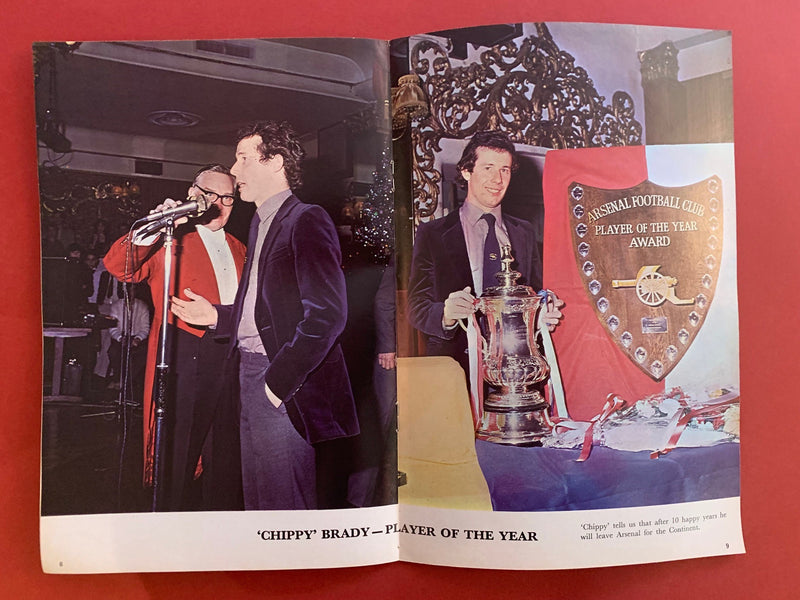 ARSENAL FOOTBALL CLUB
PLAYER OF THE YEAR
AWARD
'CHIPPY' BRADY—PLAYER OF THE YEAR
'Chippy' tells us that after 10 happy years he
will leave Arsenal for the Continent.
8
9